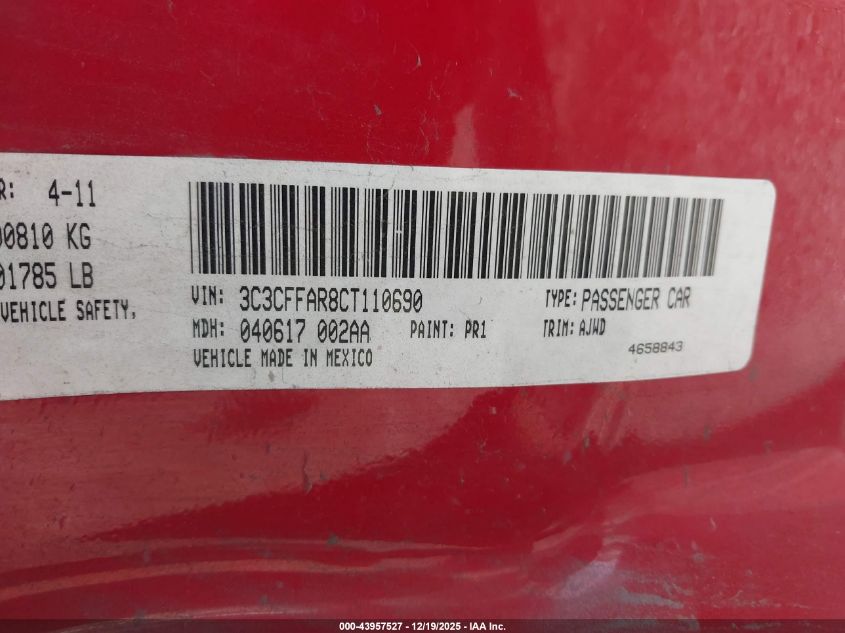 R: 4-11
00810 KG
01785 LB
VEHICLE SAFETY,
VIN: 3C3CFFAR8CT110690 TYPE: PASSENGER CAR
MDH: 040617 002AA PAINT: PR1 TRIM: AJWD
VEHICLE MADE IN MEXICO 4658843
000-43957527 - 12/19/2025 - IAA Inc.